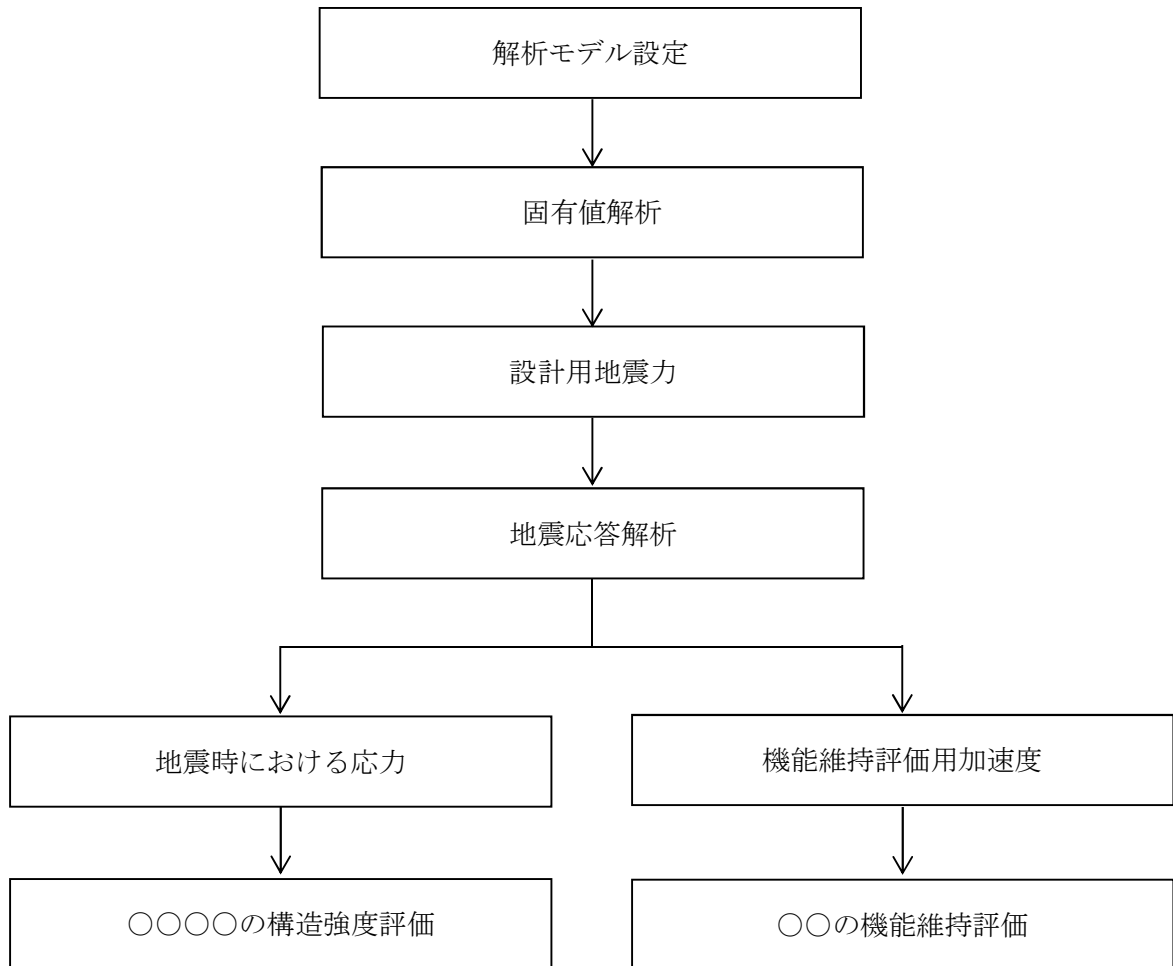 解析モデル設定
固有値解析
設計用地震力
地震応答解析
地震時における応力
機能維持評価用加速度
○○○○の構造強度評価
○○の機能維持評価